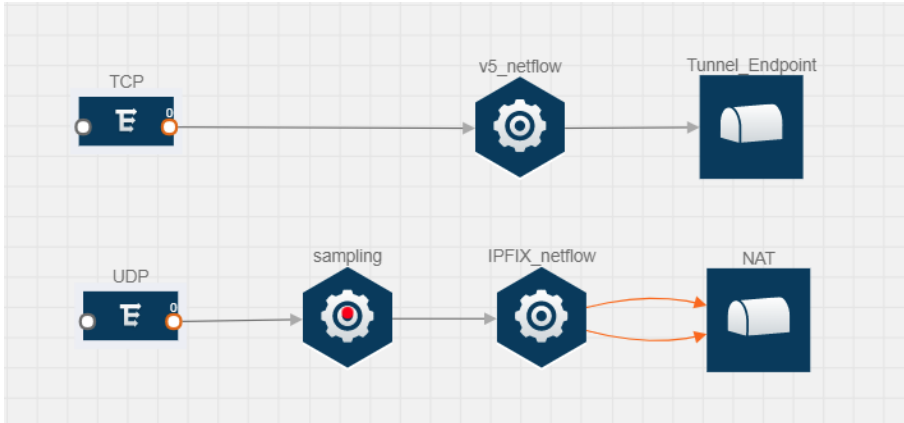 TCP
0
v5_netflow
Tunnel_Endpoint
UDP
0
sampling
IPFIX_netflow
NAT